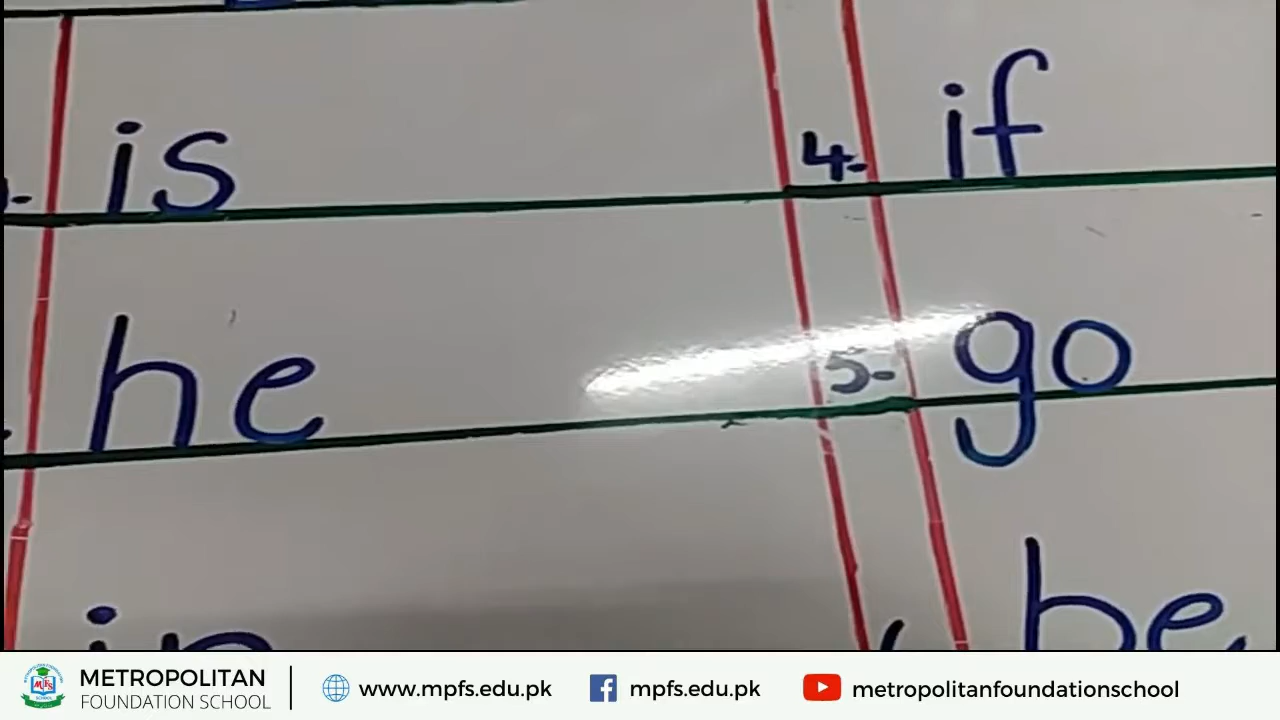 is
4- if
he
5- go
be
METROPOLITAN
FOUNDATION SCHOOL
www.mpfs.edu.pk
mpfs.edu.pk
metropolitanfoundationschool